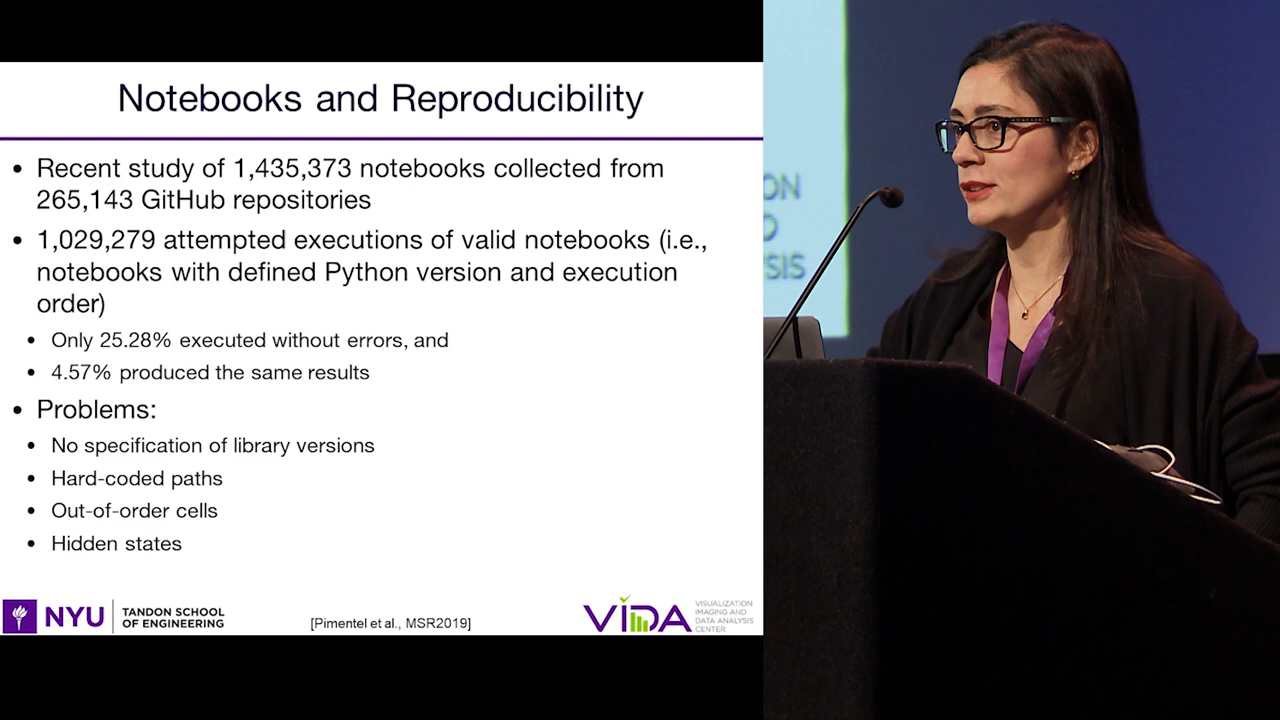 Notebooks and Reproducibility
• Recent study of 1,435,373 notebooks collected from
265,143 GitHub repositories
• 1,029,279 attempted executions of valid notebooks (i.e.,
notebooks with defined Python version and execution
order)
• Only 25.28% executed without errors, and
• 4.57% produced the same results
• Problems:
• No specification of library versions
• Hard-coded paths
• Out-of-order cells
• Hidden states
NYU
TANDON SCHOOL
OF ENGINEERING
[Pimentel et al., MSR2019]
VIDA
VISUALIZATION
IMAGING AND
DATA ANALYSIS
CENTER